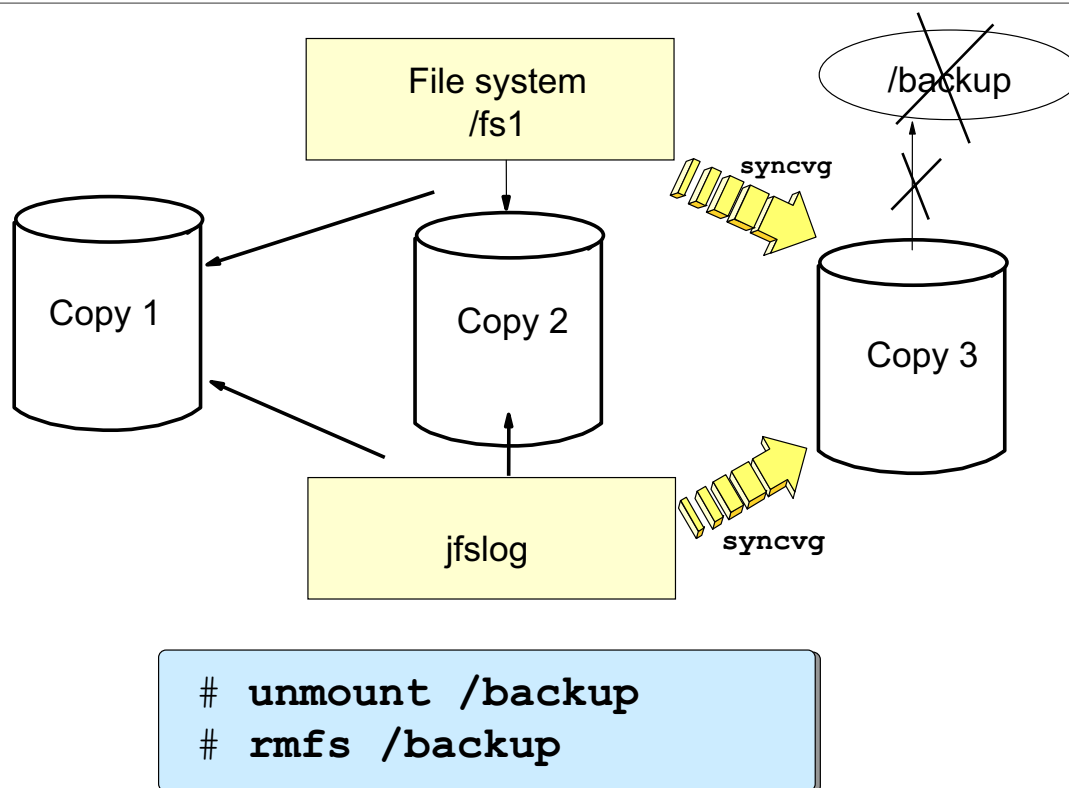 File system
/fs1
/backup
syncvg
Copy 1
Copy 2
Copy 3
jfslog
syncvg
# unmount /backup
# rmfs /backup